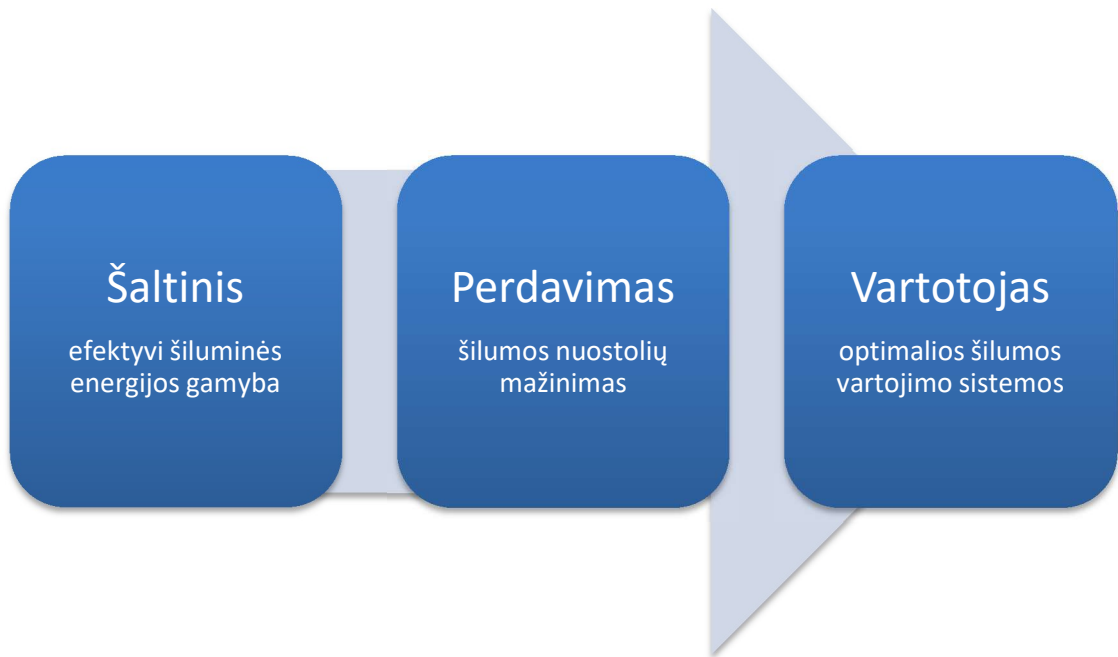 Šaltinis
efektyvi šiluminės
energijos gamyba
Perdavimas
šilumos nuostolių
mažinimas
Vartotojas
optimalios šilumos
vartojimo sistemos